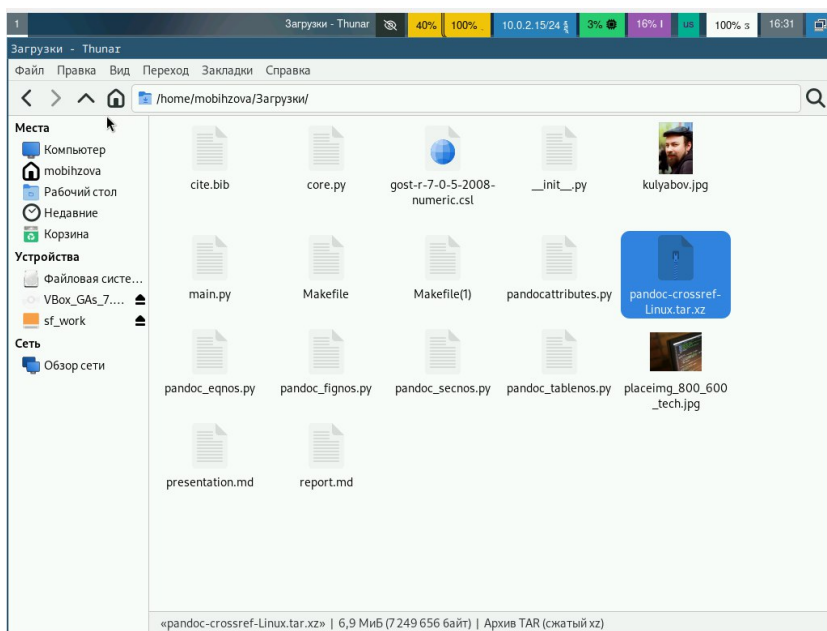 1 Загрузки - Thunar 40% 100% 10.0.2.15/24 3% 16% us 100% 16:31
Загрузки - Thunar
Файл Правка Вид Переход Закладки Справка
/home/mobihzova/Загрузки/
Места
Компьютер
mobihzova
Рабочий стол
Недавние
Корзина
Устройства
Файловая систе...
VBox_GAs_7....
sf_work
Сеть
Обзор сети
cite.bib
core.py
gost-r-7-0-5-2008-
numeric.csl
__init__.py
kulyabov.jpg
main.py
Makefile
Makefile(1)
pandocattributes.py
pandoc-crossref-
Linux.tar.xz
pandoc_eqnos.py
pandoc_fignos.py
pandoc_secnos.py
pandoc_tablenos.py
placeimg_800_600
_tech.jpg
presentation.md
report.md
«pandoc-crossref-Linux.tar.xz» | 6,9 МиБ (7 249 656 байт) | Архив TAR (сжатый xz)